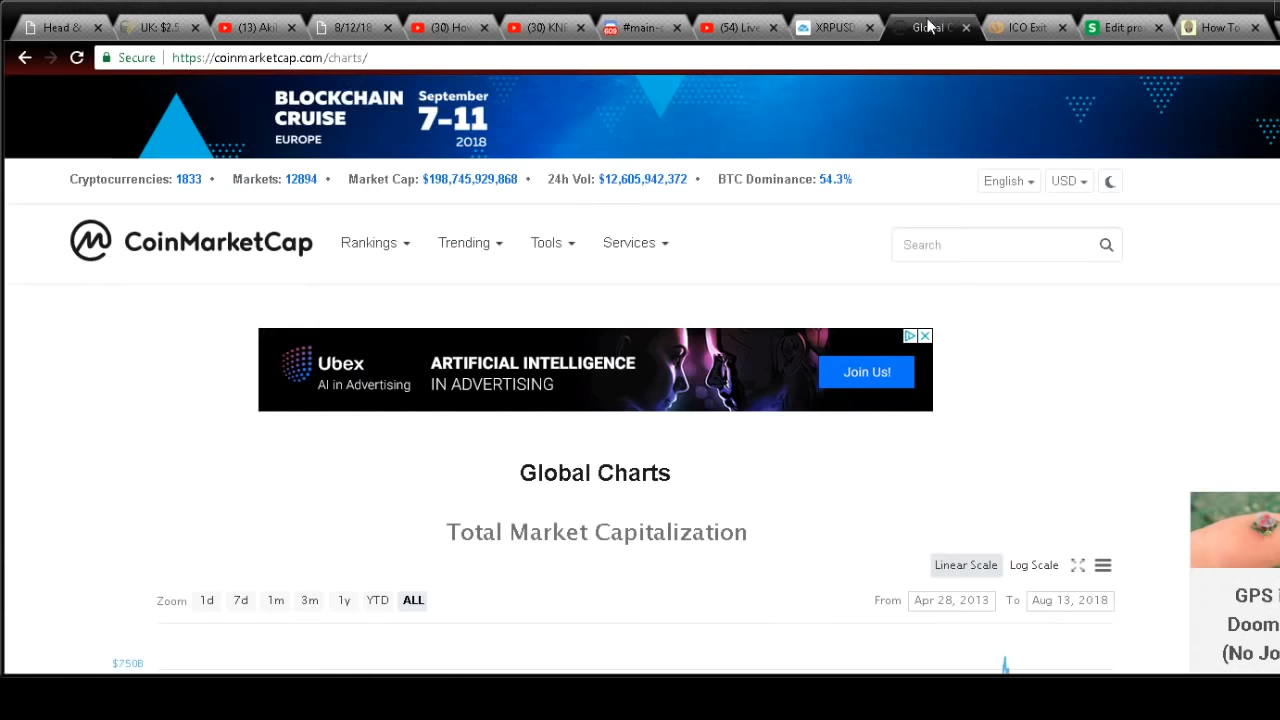 Head &
UK: $2.5
(13) Akil
8/12/18
(30) Hov
(30) KNE
#main-c
(54) Live
XRPUSD
Global C
ICO Exit
Edit pro
How To
Secure
https://coinmarketcap.com/charts/
BLOCKCHAIN
CRUISE
EUROPE
September
7-11
2018
Cryptocurrencies: 1833 • Markets: 12894 • Market Cap: $198,745,929,868 • 24h Vol: $12,605,942,372 • BTC Dominance: 54.3%
English
USD
CoinMarketCap
Rankings
Trending
Tools
Services
Search
Ubex
AI in Advertising
ARTIFICIAL INTELLIGENCE
IN ADVERTISING
Join Us!
Global Charts
Total Market Capitalization
Linear Scale
Log Scale
Zoom 1d 7d 1m 3m 1y YTD ALL
From Apr 28, 2013 To Aug 13, 2018
GPS i
Doom
(No Jo
$750B